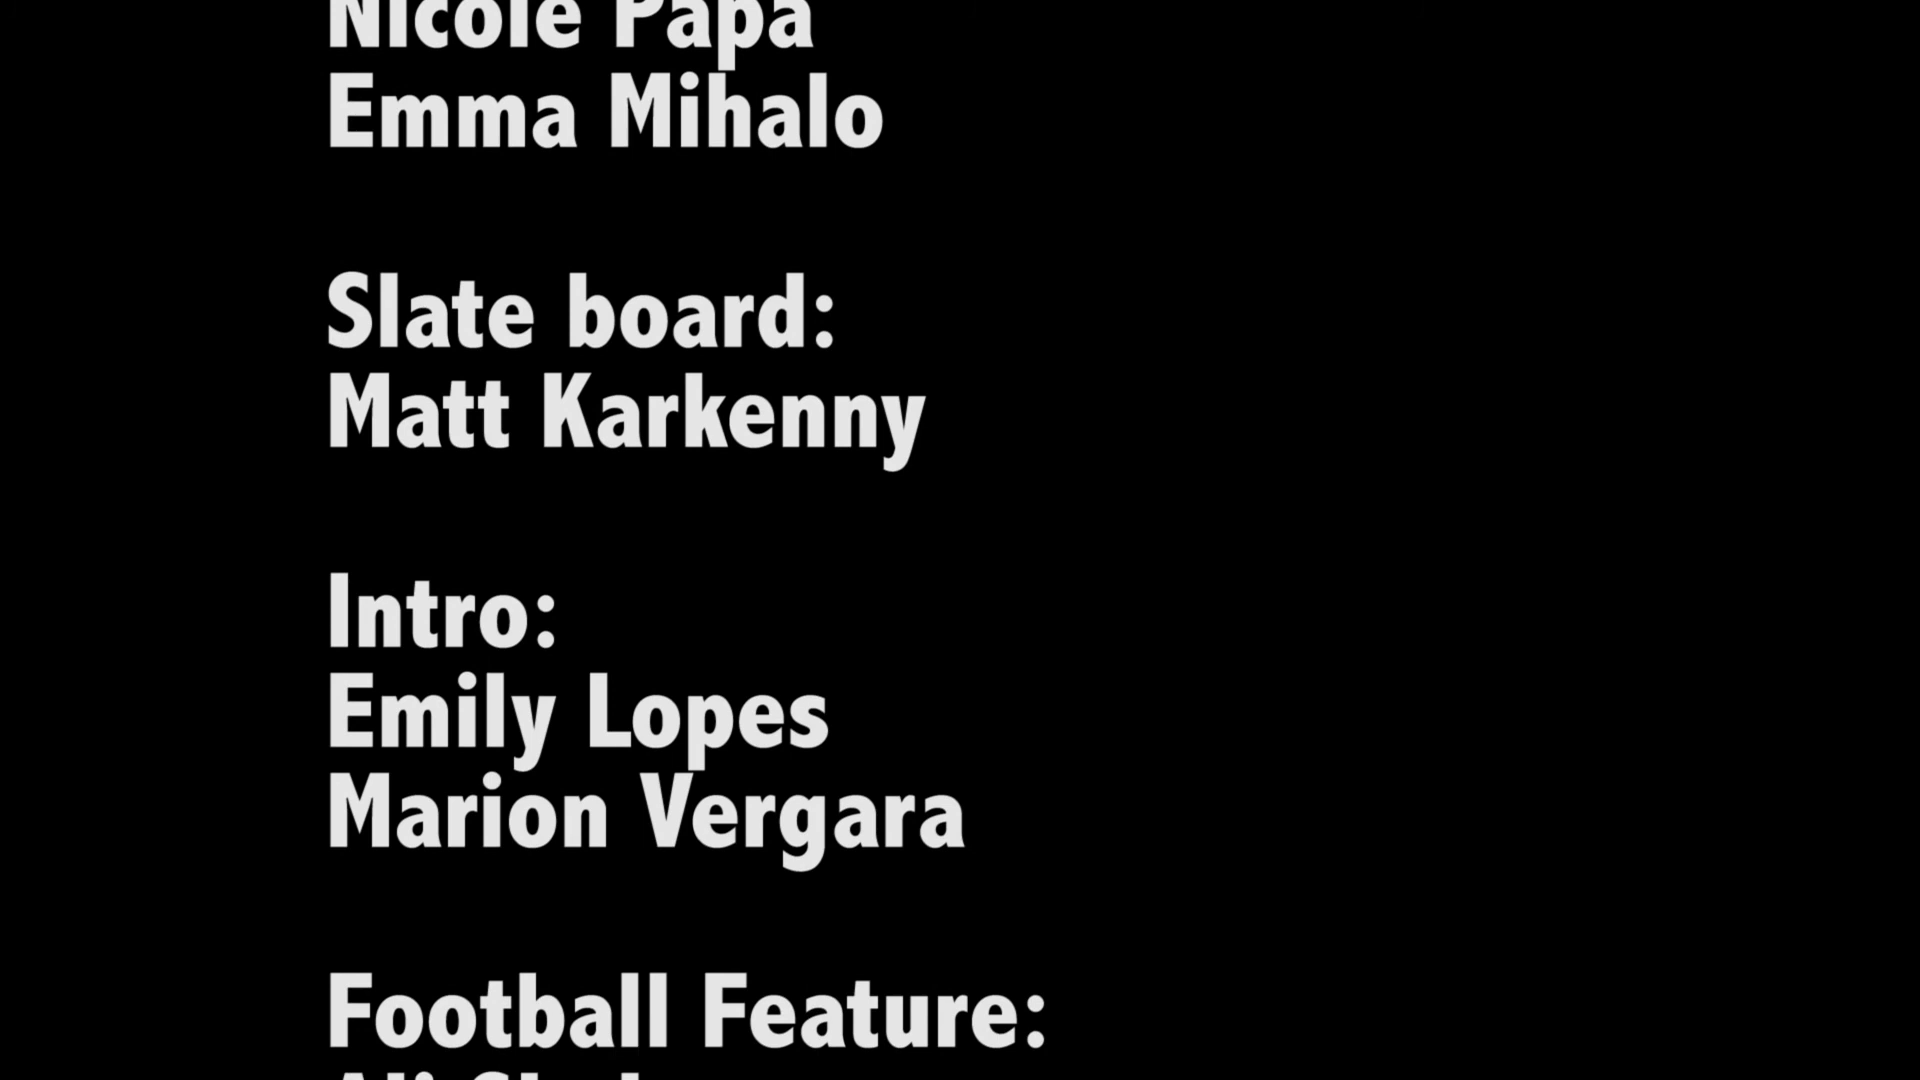 Nicole Papa
Emma Mihalo
Slate board:
Matt Karkenny
Intro:
Emily Lopes
Marion Vergara
Football Feature: